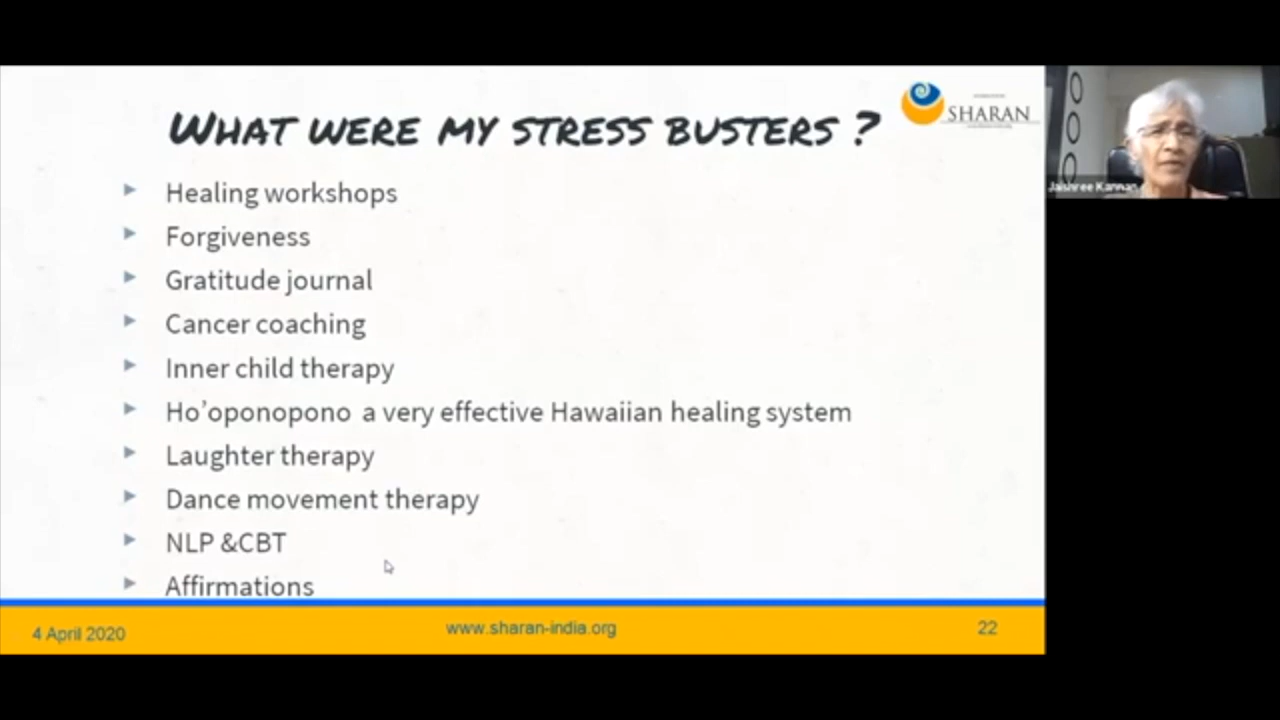 WHAT WERE MY STRESS BUSTERS ?
SHARAN
Healing workshops
Forgiveness
Gratitude journal
Cancer coaching
Inner child therapy
Ho’oponopono a very effective Hawaiian healing system
Laughter therapy
Dance movement therapy
NLP &CBT
Affirmations
4 April 2020
www.sharan-india.org
22
Jaishree Kannan